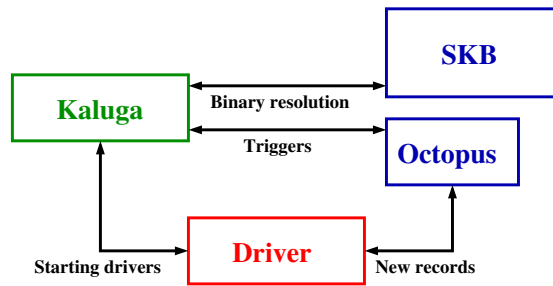 SKB
Kaluga
Binary resolution
Triggers
Octopus
Driver
Starting drivers
New records